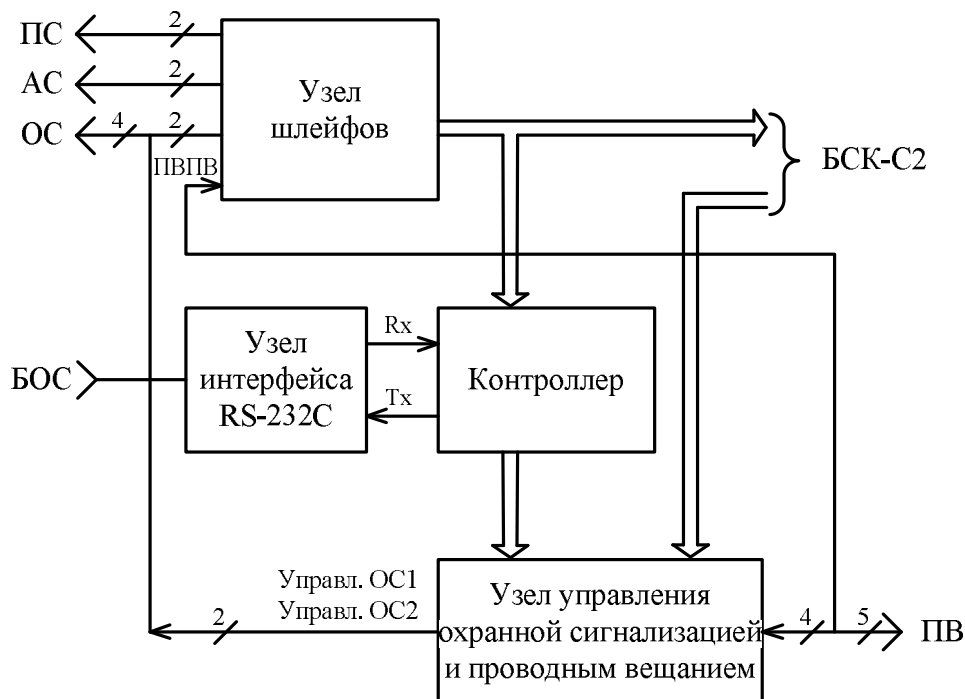 ПС
2
АС
2
ОС
4
2
ПВПВ
Узел
шлейфов
БСК-С2
БОС
Узел
интерфейса
RS-232C
Rx
Tx
Контроллер
Управл. ОС1
Управл. ОС2
2
Узел управления
охранной сигнализацией
и проводным вещанием
4
5
ПВ